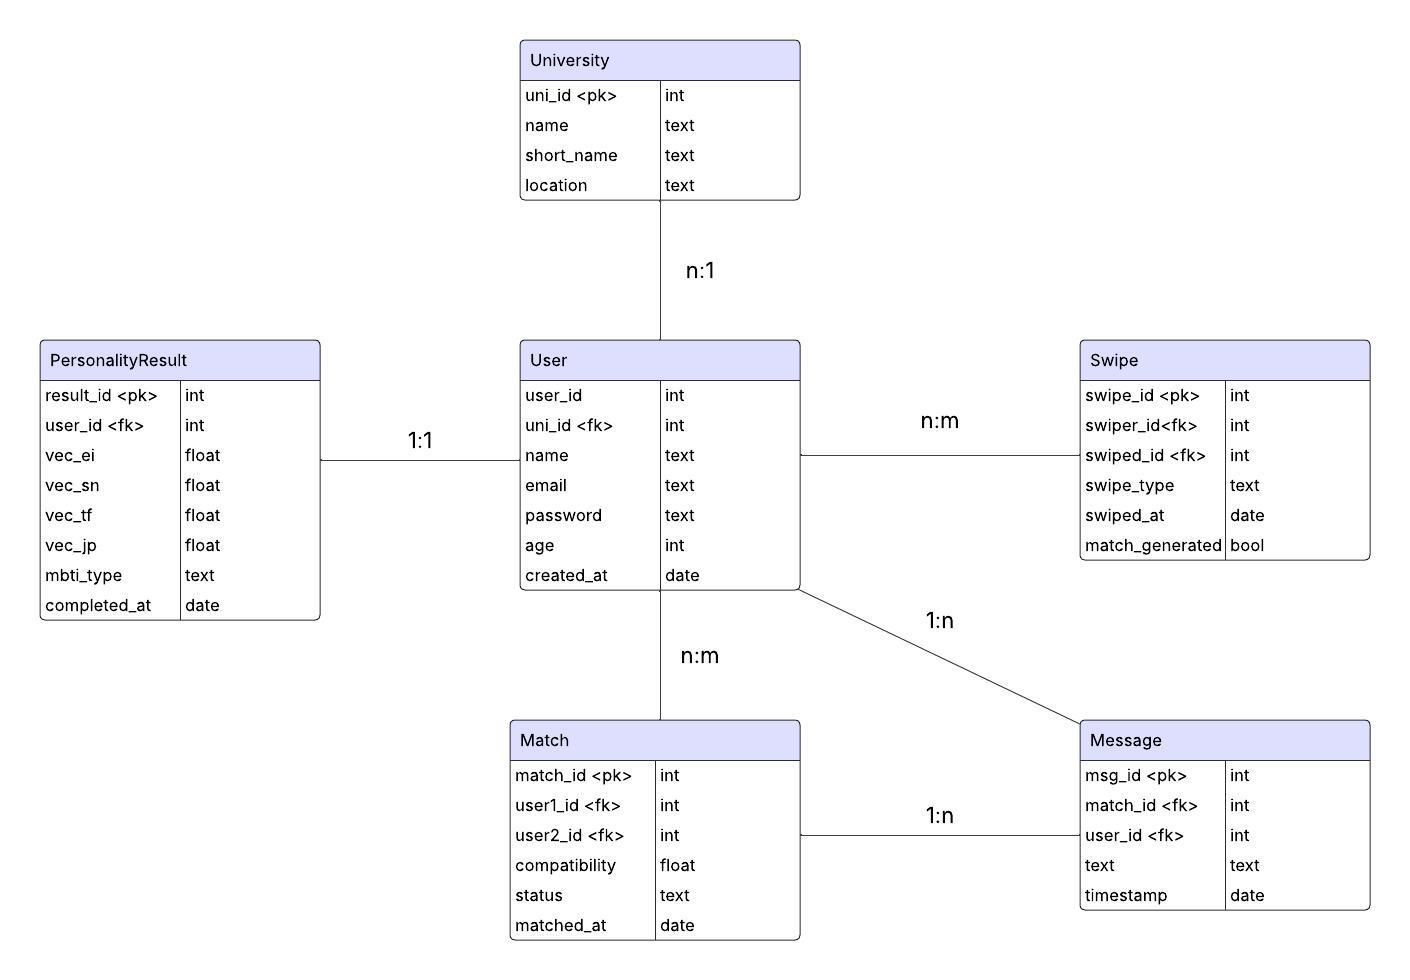 University
uni_id <pk> int
name text
short_name text
location text
n:1
PersonalityResult
result_id <pk> int
user_id <fk> int
vec_ei float
vec_sn float
vec_tf float
vec_jp float
mbti_type text
completed_at date
1:1
User
user_id int
uni_id <fk> int
name text
email text
password text
age int
created_at date
n:m
Swipe
swipe_id <pk> int
swiper_id<fk> int
swiped_id <fk> int
swipe_type text
swiped_at date
match_generated bool
n:m
1:n
Match
match_id <pk> int
user1_id <fk> int
user2_id <fk> int
compatibility float
status text
matched_at date
1:n
Message
msg_id <pk> int
match_id <fk> int
user_id <fk> int
text text
timestamp date